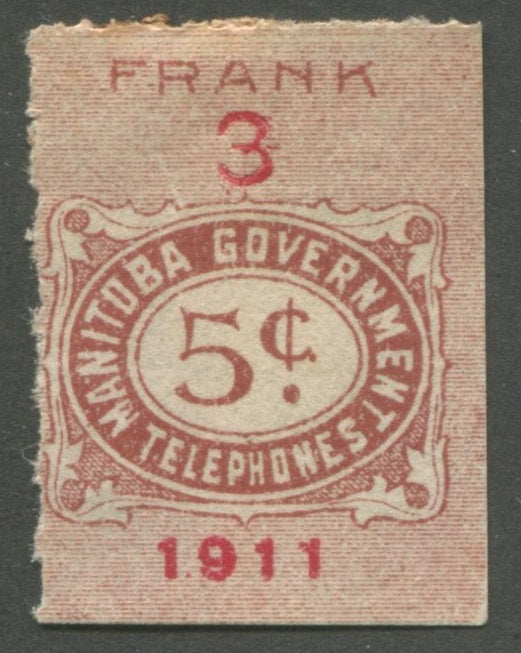 FRANK
3
MANITOBA GOVERNMENT
5¢
TELEPHONES
1911